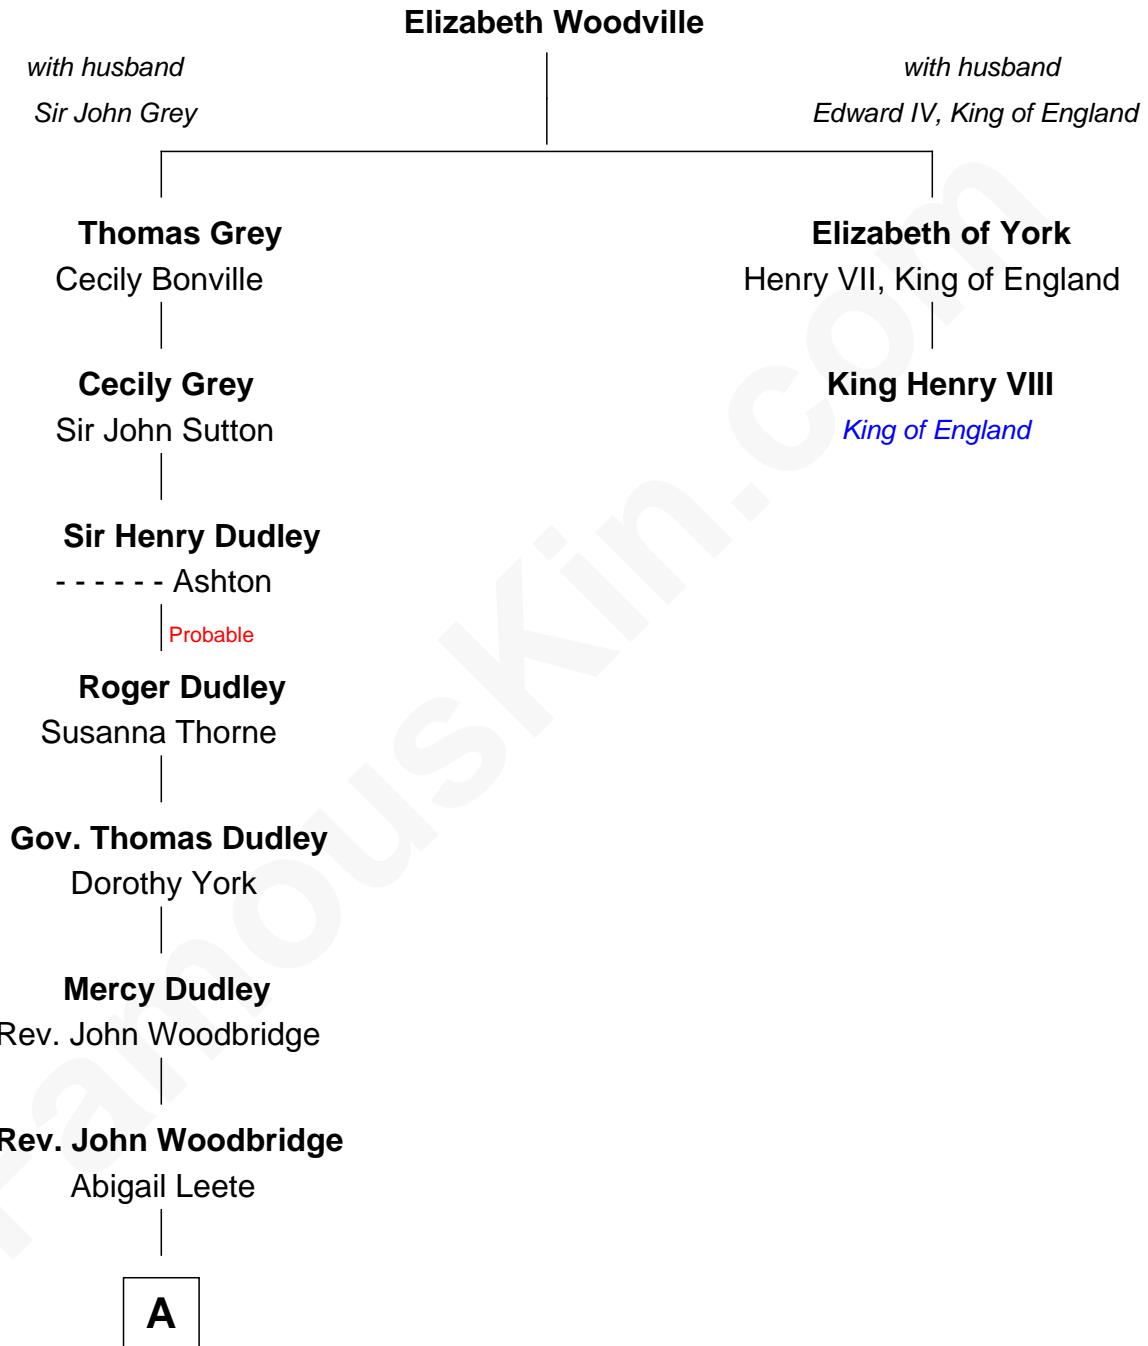 Elizabeth Woodville
with husband
Sir John Grey
with husband
Edward IV, King of England
Thomas Grey
Cecily Bonville
Elizabeth of York
Henry VII, King of England
Cecily Grey
Sir John Sutton
King Henry VIII
King of England
Sir Henry Dudley
- - - - - - Ashton
Probable
Roger Dudley
Susanna Thorne
Gov. Thomas Dudley
Dorothy York
Mercy Dudley
Rev. John Woodbridge
Rev. John Woodbridge
Abigail Leete
A
FamousKin.com